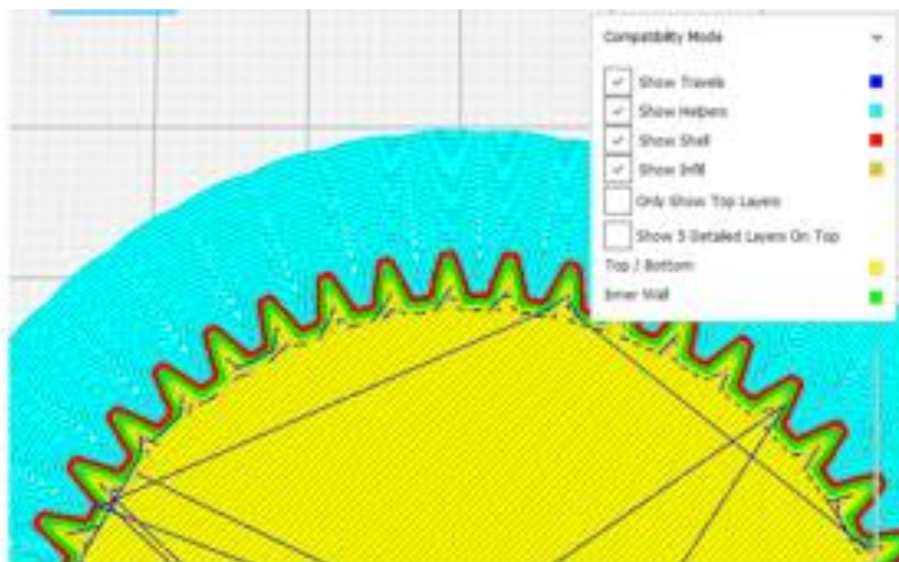 Compatibility Mode
Show Travels
Show Helpers
Show Shell
Show Infill
Only Show Top Layers
Show 5 Detailed Layers On Top
Top / Bottom
Inner Wall